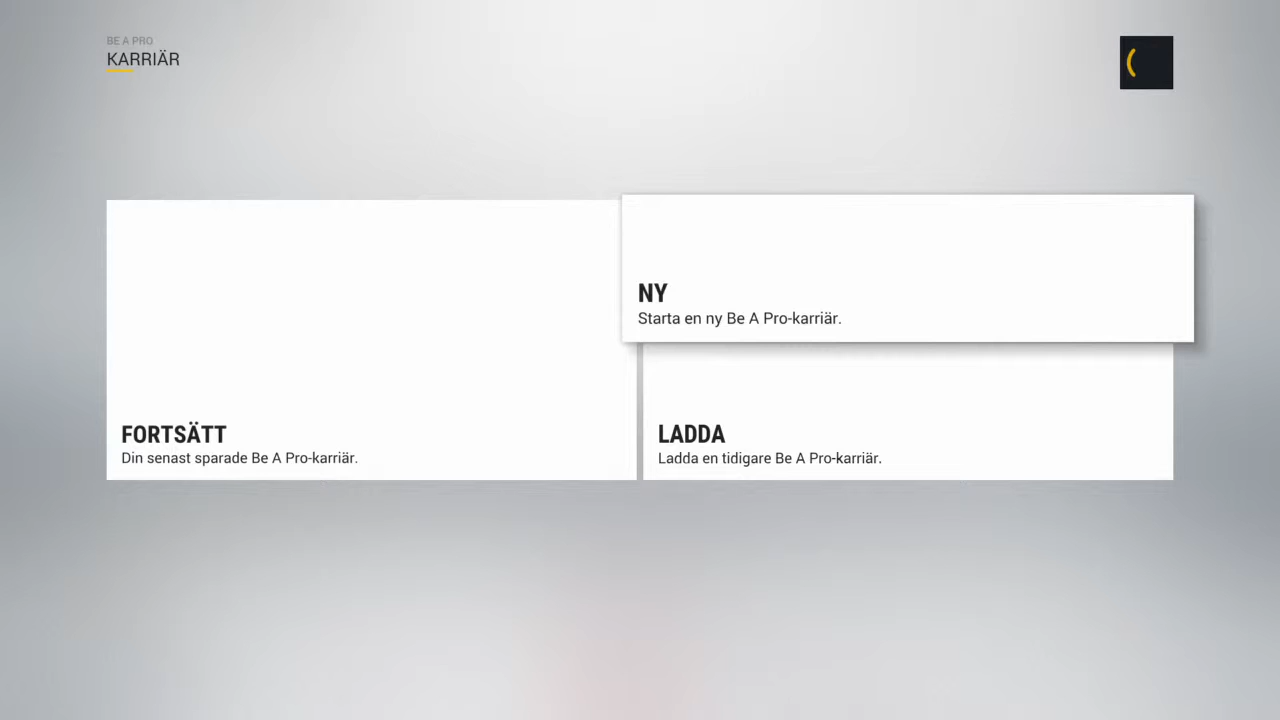 BE A PRO
KARRIÄR
NY
Starta en ny Be A Pro-karriär.
FORTSÄTT
Din senast sparade Be A Pro-karriär.
LADDA
Ladda en tidigare Be A Pro-karriär.